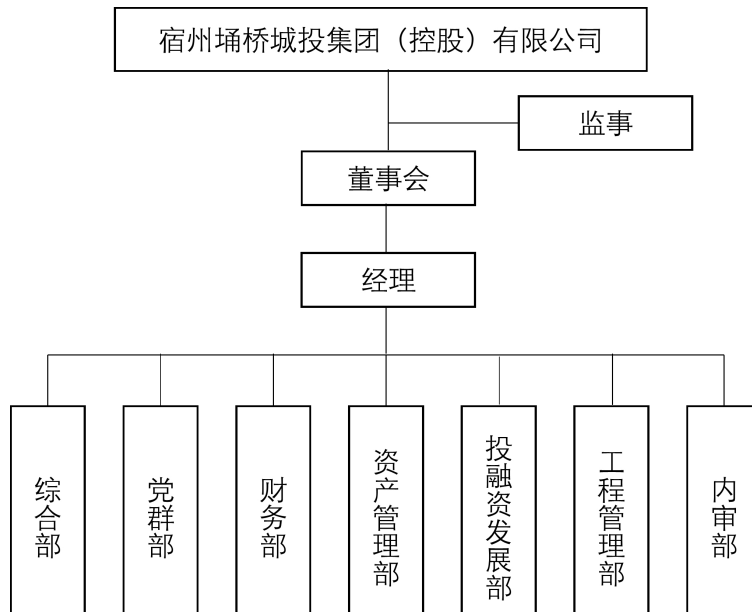 宿州埇桥城投集团（控股）有限公司
监事
董事会
经理
综合部
党群部
财务部
资产管理部
投融资发展部
工程管理部
内审部